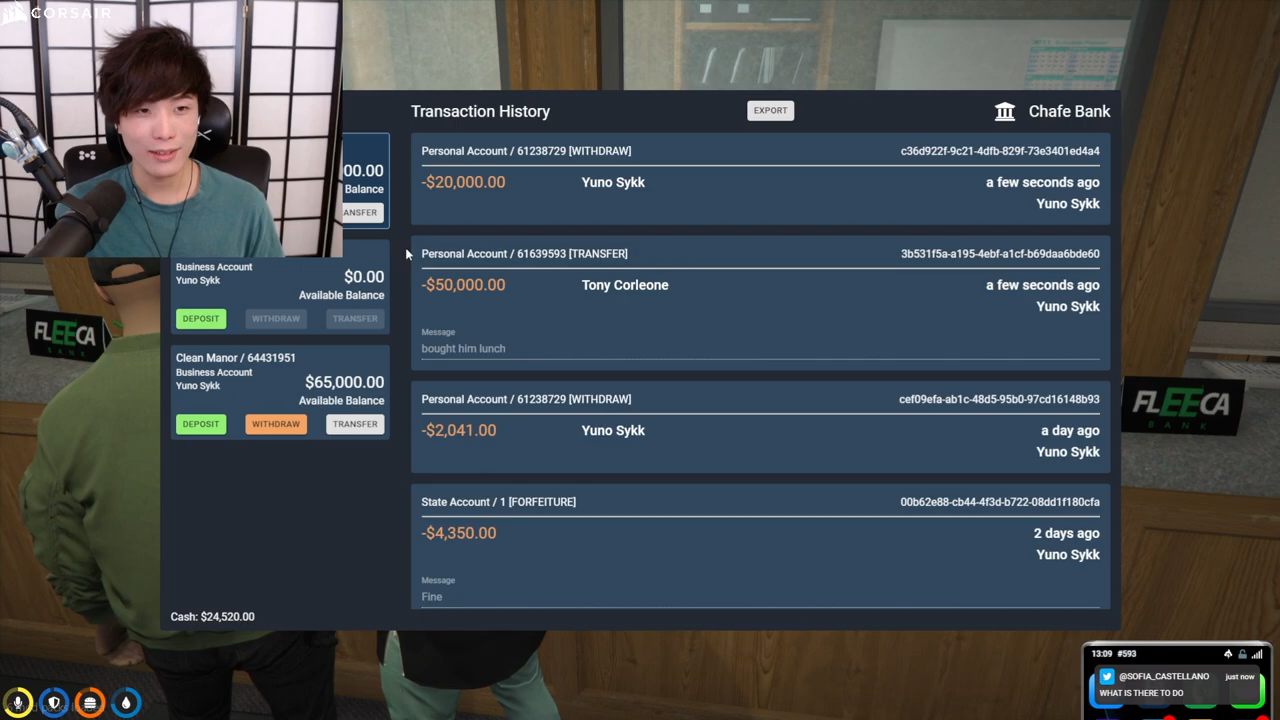 CORSAIR
Transaction History
EXPORT
Chafe Bank
Personal Account / 61238729 [WITHDRAW]
c36d922f-9c21-4dfb-829f-73e3401ed4a4
-$20,000.00
Yuno Sykk
a few seconds ago
Yuno Sykk
00.00
Balance
ANSFER
Personal Account / 61639593 [TRANSFER]
3b531f5a-a195-4ebf-a1cf-b69daa6bde60
-$50,000.00
Tony Corleone
a few seconds ago
Yuno Sykk
Message
bought him lunch
Business Account
Yuno Sykk
$0.00
Available Balance
DEPOSIT
WITHDRAW
TRANSFER
Clean Manor / 64431951
Business Account
Yuno Sykk
$65,000.00
Available Balance
DEPOSIT
WITHDRAW
TRANSFER
Personal Account / 61238729 [WITHDRAW]
cef09efa-ab1c-48d5-95b0-97cd16148b93
-$2,041.00
Yuno Sykk
a day ago
Yuno Sykk
State Account / 1 [FORFEITURE]
00b62e88-cb44-4f3d-b722-08dd1f180cfa
-$4,350.00
2 days ago
Yuno Sykk
Message
Fine
Cash: $24,520.00
FLEECA
BANK
FLEECA
BANK
13:09 #593
@SOFIA_CASTELLANO
just now
WHAT IS THERE TO DO